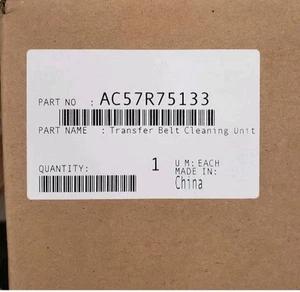 PART NO : AC57R75133
PART NAME : Transfer Belt Cleaning Unit
QUANTITY: 1 U M: EACH
MADE IN:
China